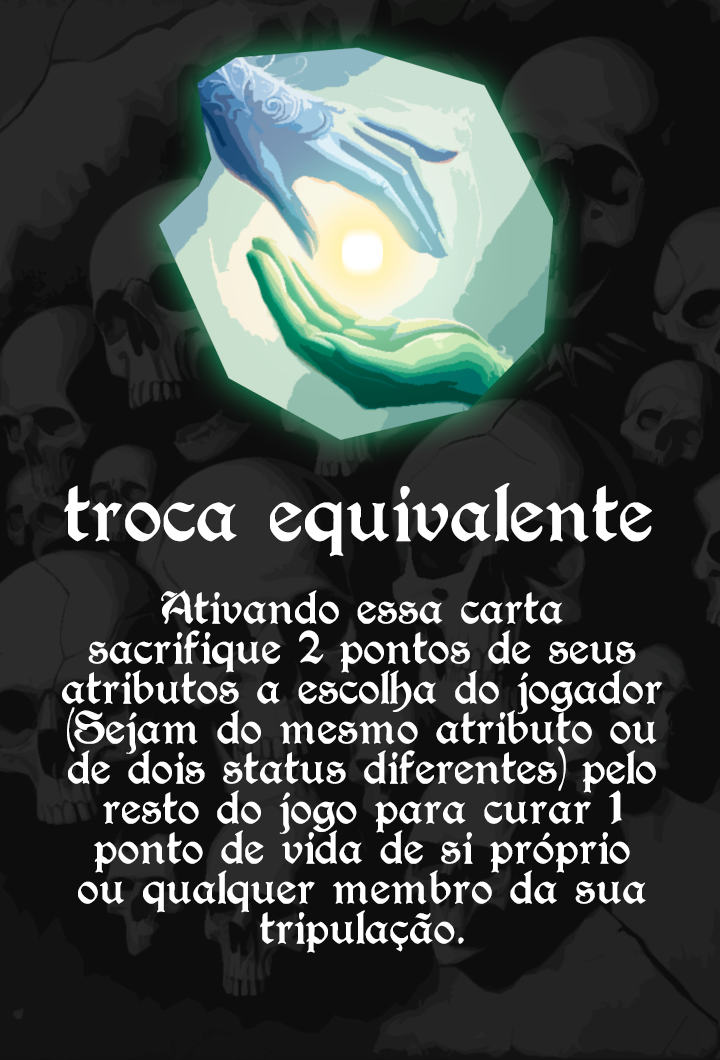 troca equivalente
Ativando essa carta
sacrifique 2 pontos de seus
atributos a escolha do jogador
(Sejam do mesmo atributo ou
de dois status diferentes) pelo
resto do jogo para curar 1
ponto de vida de si próprio
ou qualquer membro da sua
tripulação.